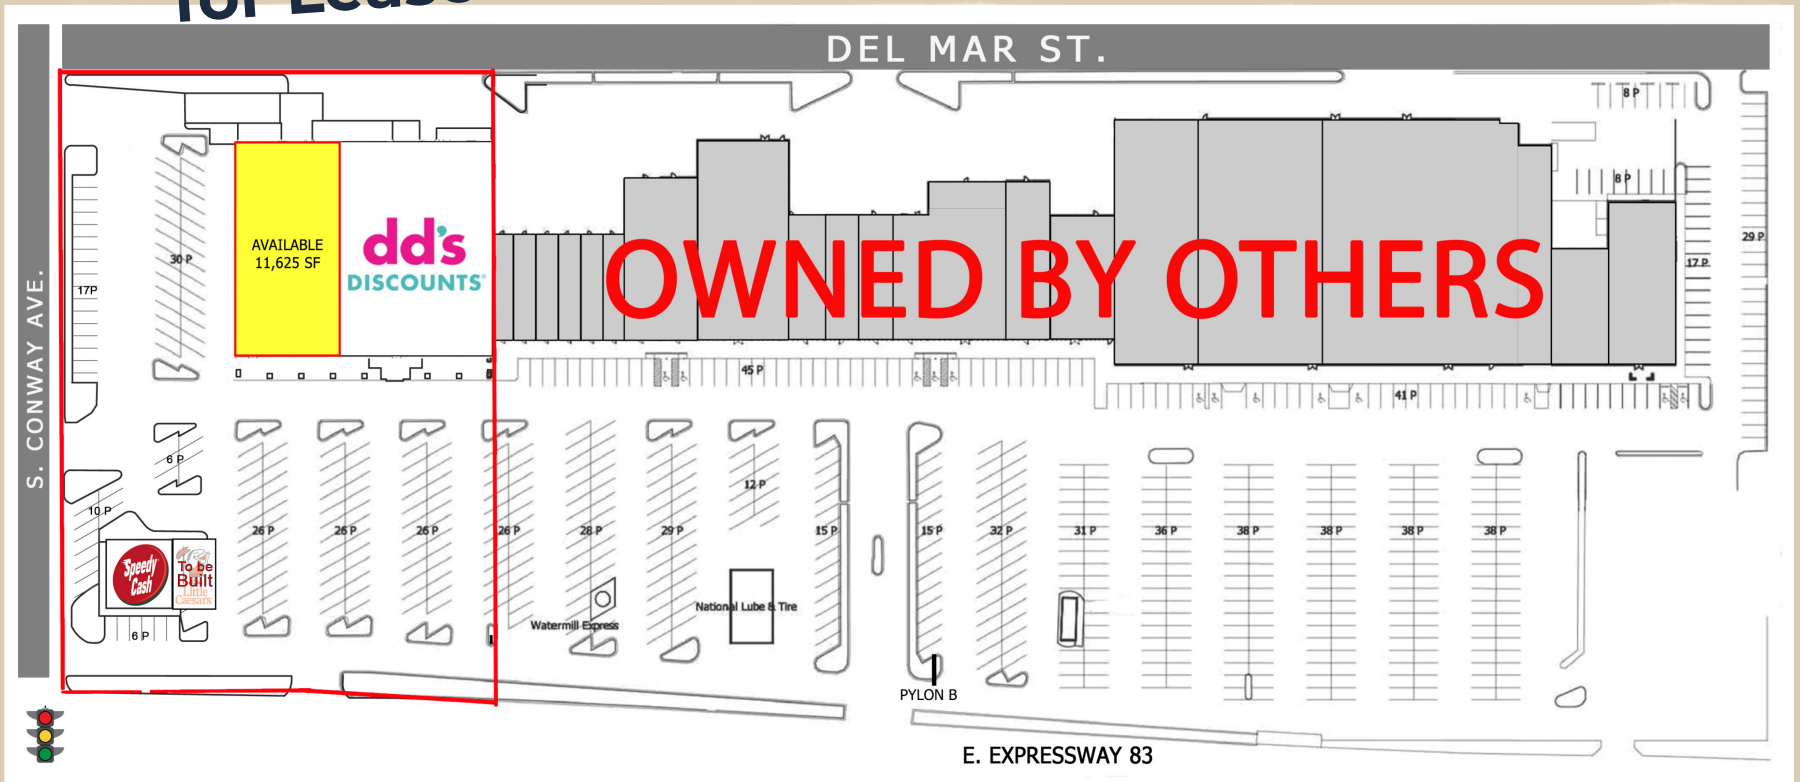 for Lease
DEL MAR ST.
S. CONWAY AVE.
8 P
8 P
29 P
17 P
17P
30 P
AVAILABLE
11,625 SF
dd's
DISCOUNTS
OWNED BY OTHERS
45 P
41 P
6 P
10 P
12 P
26 P
26 P
26 P
26 P
28 P
29 P
15 P
15 P
32 P
31 P
36 P
38 P
38 P
38 P
38 P
Speedy
Cash
To be
Built
Little
Caesars
6 P
Watermill Express
National Lube & Tire
PYLON B
E. EXPRESSWAY 83